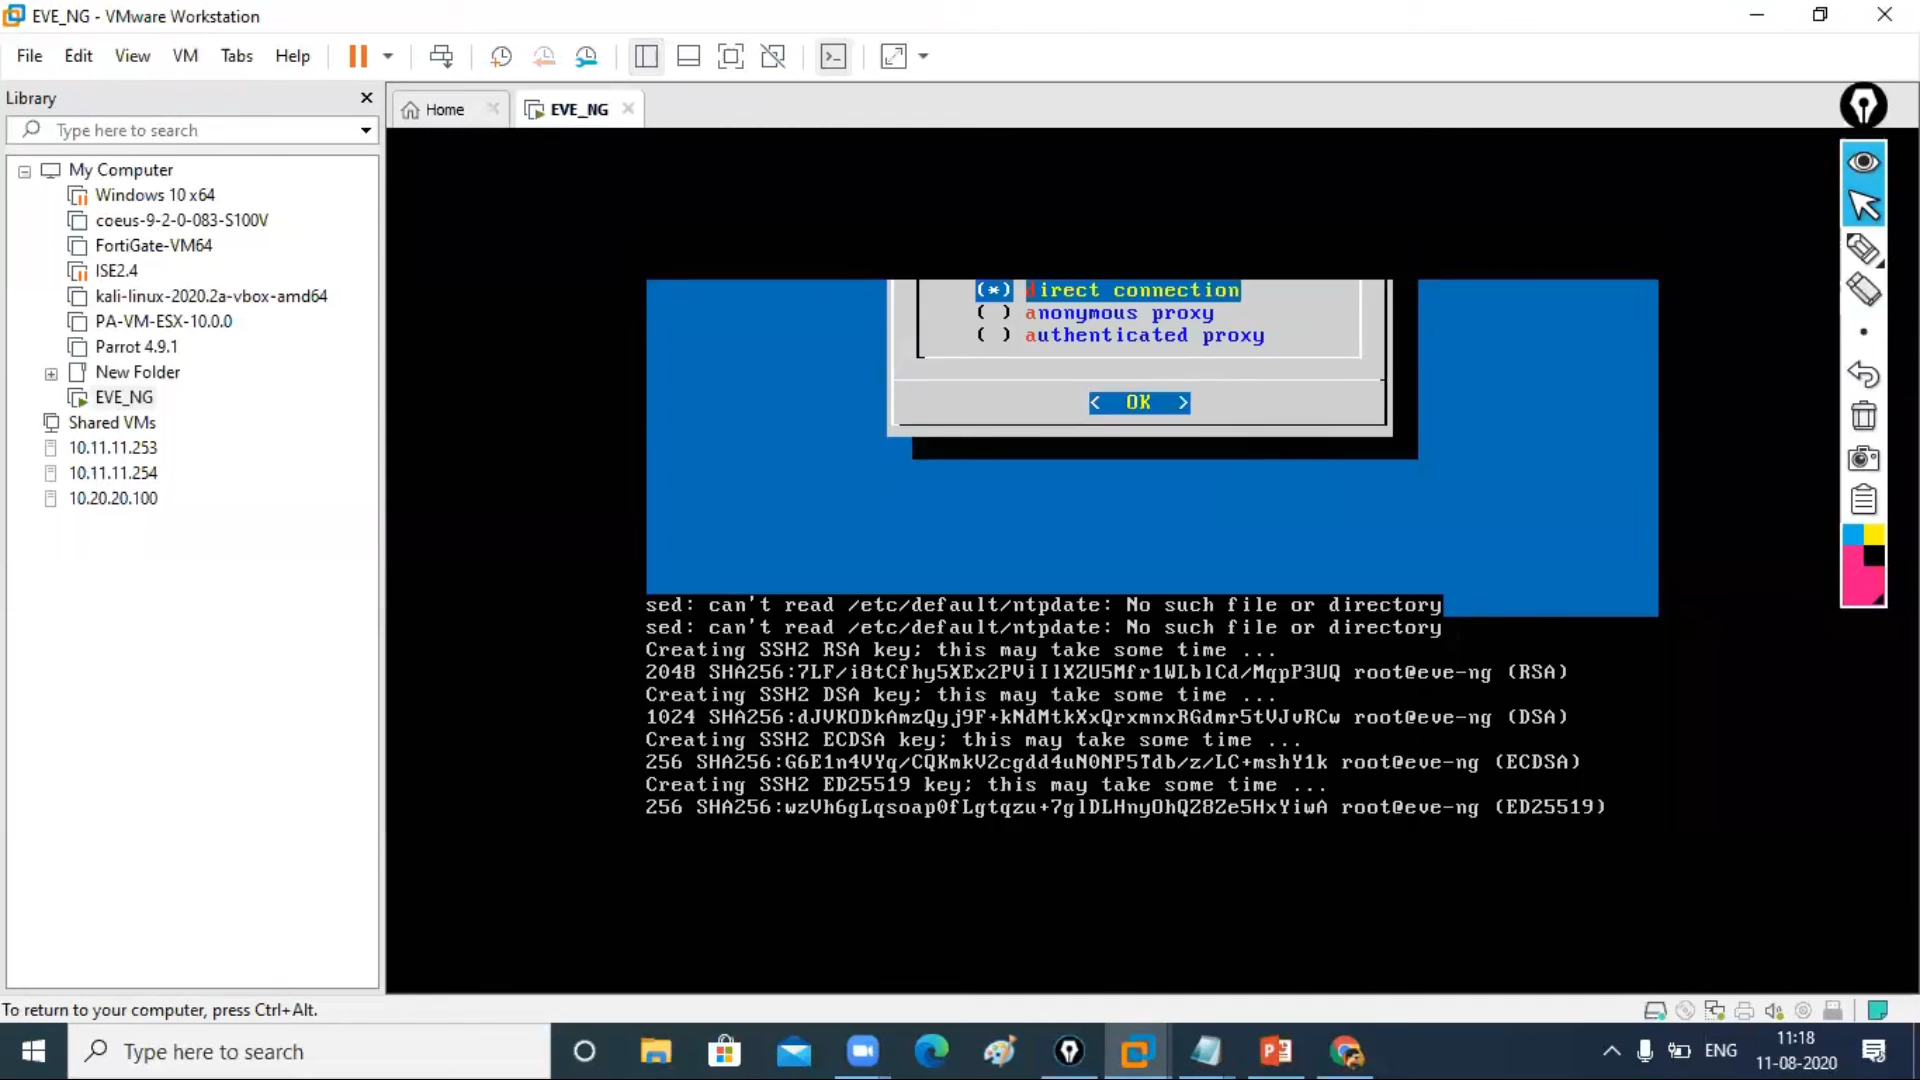 EVE_NG - VMware Workstation
File Edit View VM Tabs Help
Library
Type here to search
My Computer
Windows 10 x64
coeus-9-2-0-083-S100V
FortiGate-VM64
ISE2.4
kali-linux-2020.2a-vbox-amd64
PA-VM-ESX-10.0.0
Parrot 4.9.1
New Folder
EVE_NG
Shared VMs
10.11.11.253
10.11.11.254
10.20.20.100
Home
EVE_NG
(*) direct connection
( ) anonymous proxy
( ) authenticated proxy
< OK >
sed: can't read /etc/default/ntpdate: No such file or directory
sed: can't read /etc/default/ntpdate: No such file or directory
Creating SSH2 RSA key; this may take some time ...
2048 SHA256:7LF/i8tCfhy5XEx2PViIlXZU5Mfr1WLblCd/MqpP3UQ root@eve-ng (RSA)
Creating SSH2 DSA key; this may take some time ...
1024 SHA256:dJVKODkAmzQyj9F+kNdMtkXxQrxmnxRGdmr5tVJvRCw root@eve-ng (DSA)
Creating SSH2 ECDSA key; this may take some time ...
256 SHA256:G6E1n4VYq/CQKmkV2cgdd4uN0NP5Tdb/z/LC+mshY1k root@eve-ng (ECDSA)
Creating SSH2 ED25519 key; this may take some time ...
256 SHA256:wzVh6gLqsoap0fLgtqzu+7glDLHnyOhQZ8Ze5HxYiwA root@eve-ng (ED25519)
To return to your computer, press Ctrl+Alt.
Type here to search
ENG
11:18
11-08-2020